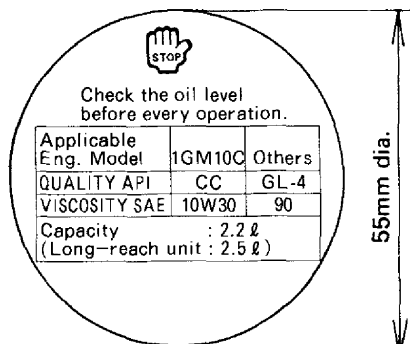 STOP
Check the oil level
before every operation.
Applicable
Eng. Model 1GM10C Others
QUALITY API CC GL-4
VISCOSITY SAE 10W30 90
Capacity : 2.2 ℓ
(Long-reach unit : 2.5 ℓ)
55mm dia.